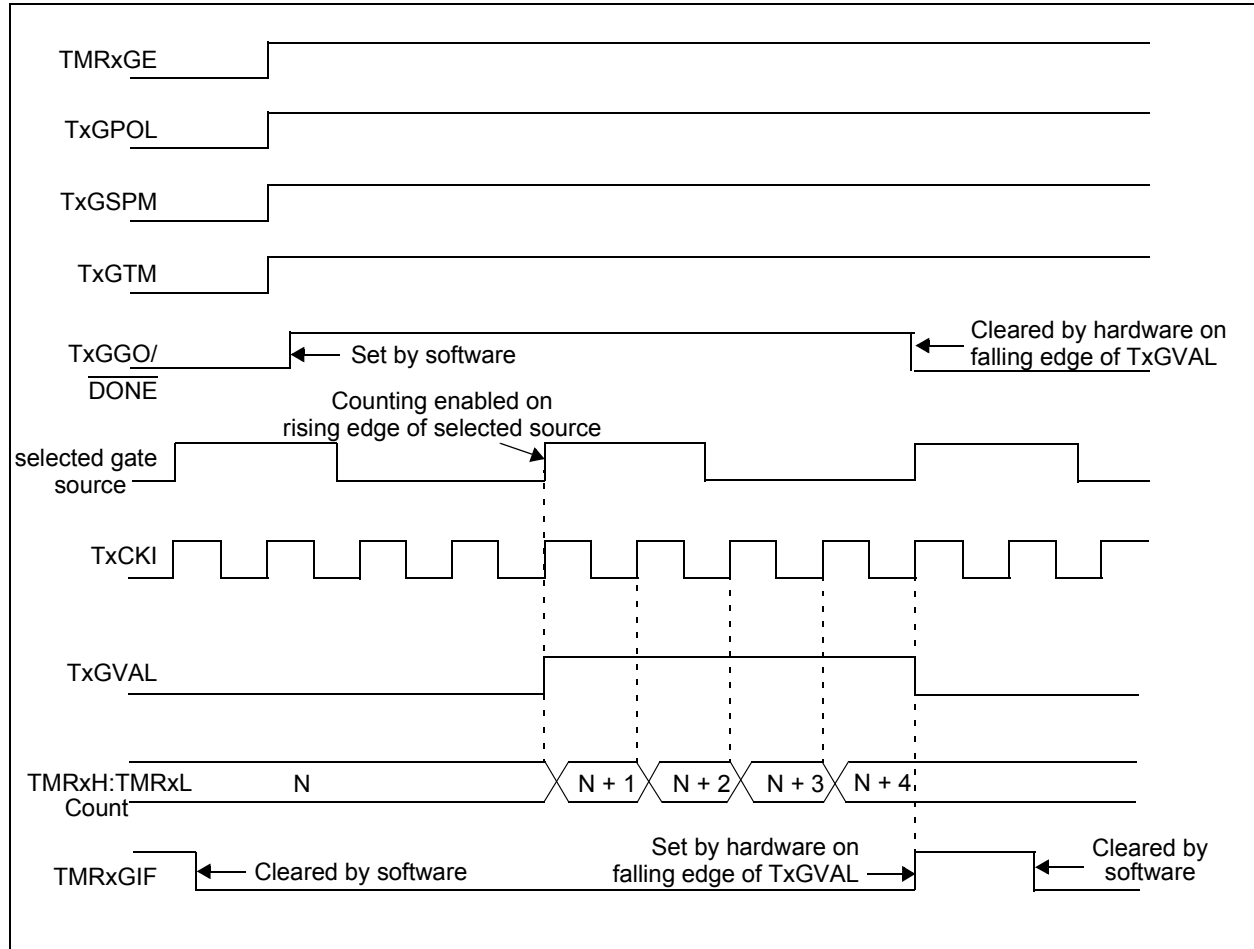 TMRxGE
TxGPOL
TxGSPM
TxGTM
TxGGO/
DONE
Set by software
Cleared by hardware on
falling edge of TxGVAL
Counting enabled on
rising edge of selected source
selected gate
source
TxCKI
TxGVAL
TMRxH:TMRxL
Count
N
N + 1
N + 2
N + 3
N + 4
TMRxGIF
Cleared by software
Set by hardware on
falling edge of TxGVAL
Cleared by
software